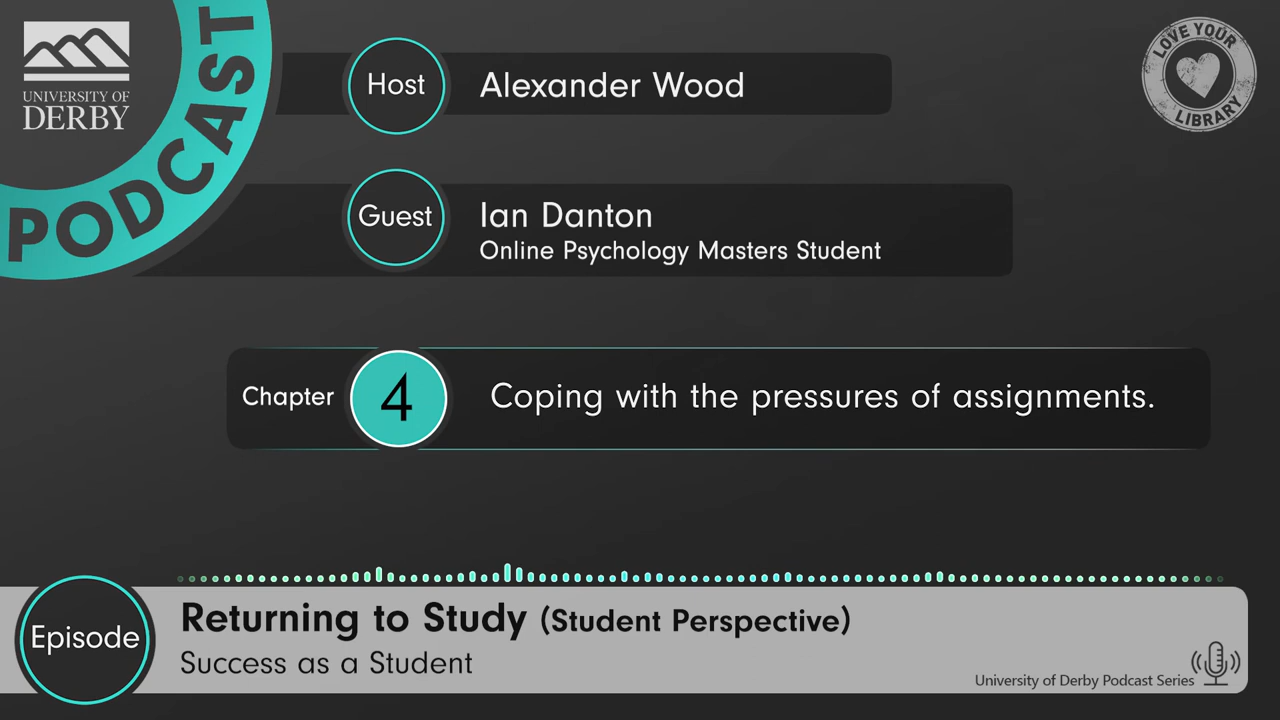 UNIVERSITY OF
DERBY
PODCAST
Host
Alexander Wood
LOVE YOUR
LIBRARY
Guest
Ian Danton
Online Psychology Masters Student
Chapter
4
Coping with the pressures of assignments.
Episode
Returning to Study (Student Perspective)
Success as a Student
University of Derby Podcast Series